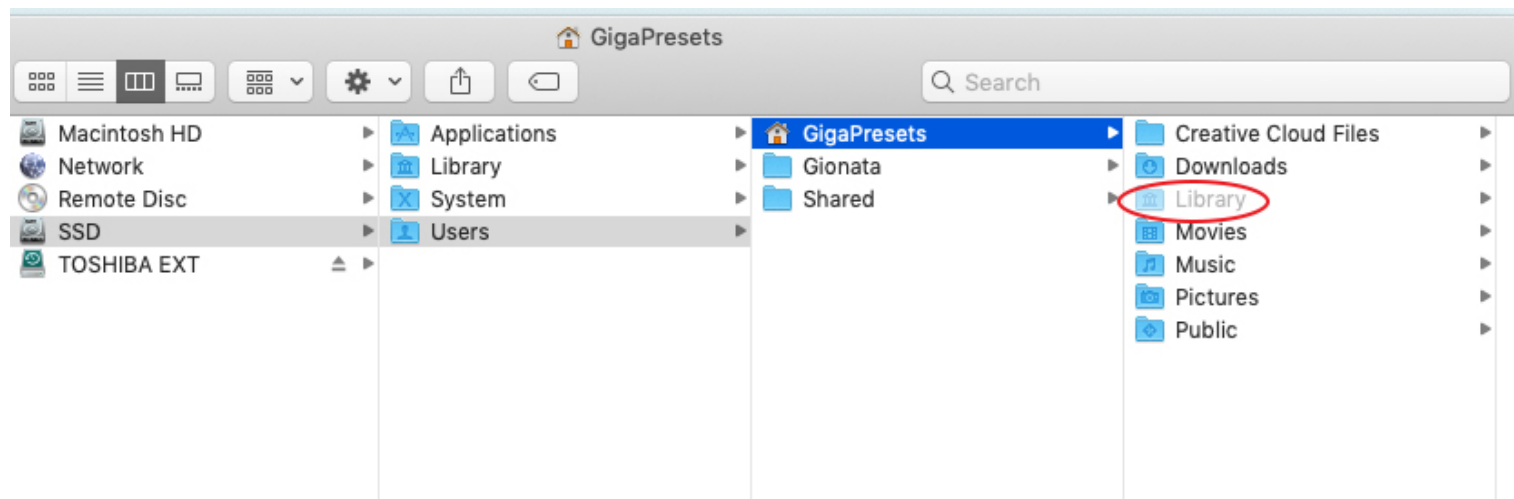 GigaPresets
Search
Macintosh HD
Network
Remote Disc
SSD
TOSHIBA EXT
Applications
Library
System
Users
GigaPresets
Gionata
Shared
Creative Cloud Files
Downloads
Library
Movies
Music
Pictures
Public